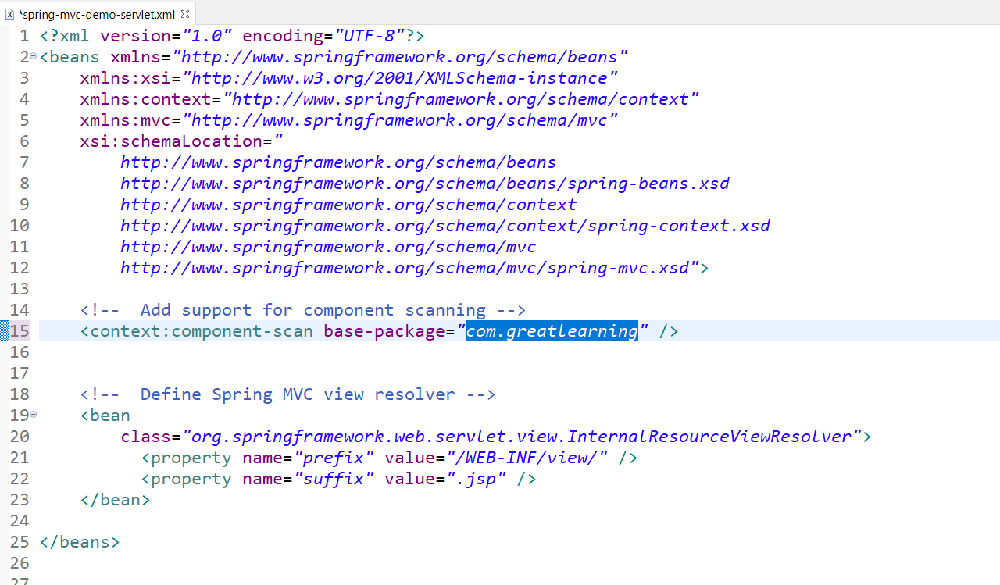 *spring-mvc-demo-servlet.xml
1 <?xml version="1.0" encoding="UTF-8"?>
2 <beans xmlns="http://www.springframework.org/schema/beans"
3     xmlns:xsi="http://www.w3.org/2001/XMLSchema-instance"
4     xmlns:context="http://www.springframework.org/schema/context"
5     xmlns:mvc="http://www.springframework.org/schema/mvc"
6     xsi:schemaLocation="
7         http://www.springframework.org/schema/beans
8         http://www.springframework.org/schema/beans/spring-beans.xsd
9         http://www.springframework.org/schema/context
10         http://www.springframework.org/schema/context/spring-context.xsd
11         http://www.springframework.org/schema/mvc
12         http://www.springframework.org/schema/mvc/spring-mvc.xsd">
13
14     <!--  Add support for component scanning -->
15     <context:component-scan base-package="com.greatlearning" />
16
17
18     <!--  Define Spring MVC view resolver -->
19     <bean
20         class="org.springframework.web.servlet.view.InternalResourceViewResolver">
21           <property name="prefix" value="/WEB-INF/view/" />
22           <property name="suffix" value=".jsp" />
23     </bean>
24
25 </beans>
26
27